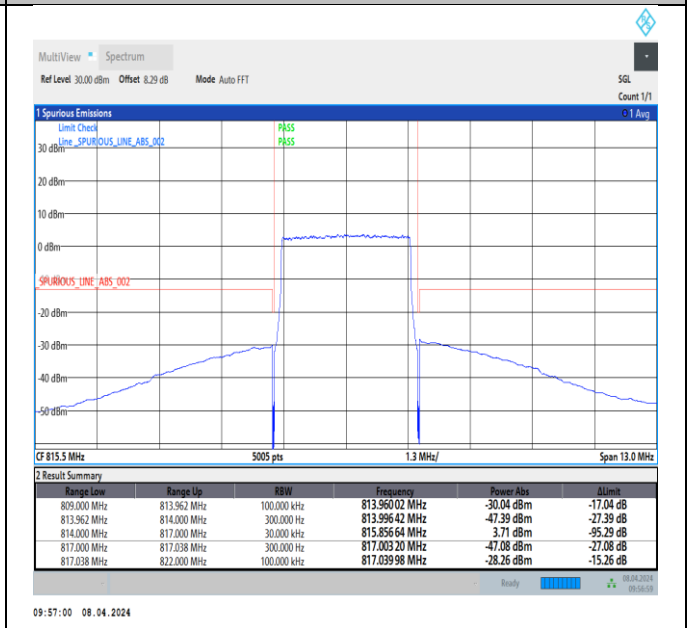 MultiView Spectrum
Ref Level 30.00 dBm Offset 8.29 dB Mode Auto FFT SGL
Count 1/1
1 Spurious Emissions 1 Avg
Limit Check PASS
Line _SPURIOUS_LINE_ABS_002 PASS
30 dBm
20 dBm
10 dBm
0 dBm
_SPURIOUS_LINE_ABS_002
-20 dBm
-30 dBm
-40 dBm
-50 dBm
CF 815.5 MHz 5005 pts 1.3 MHz/ Span 13.0 MHz
2 Result Summary
Range Low Range Up RBW Frequency Power Abs ΔLimit
809.000 MHz 813.962 MHz 100.000 kHz 813.96002 MHz -30.04 dBm -17.04 dB
813.962 MHz 814.000 MHz 300.000 Hz 813.99642 MHz -47.39 dBm -27.39 dB
814.000 MHz 817.000 MHz 30.000 kHz 815.85664 MHz 3.71 dBm -95.29 dB
817.000 MHz 817.038 MHz 300.000 Hz 817.00320 MHz -47.08 dBm -27.08 dB
817.038 MHz 822.000 MHz 100.000 kHz 817.03998 MHz -28.26 dBm -15.26 dB
Ready 08.04.2024
09:56:59
09:57:00 08.04.2024